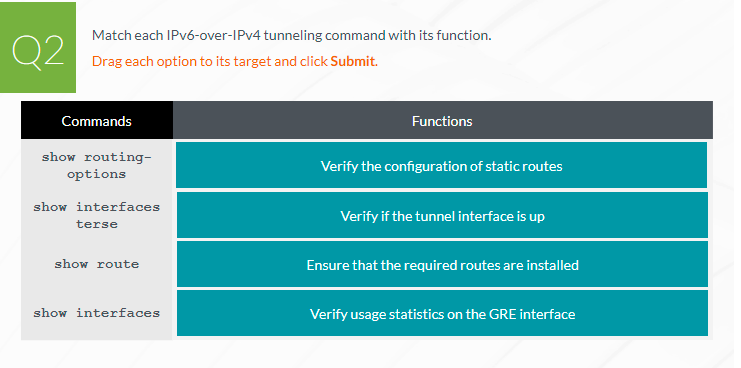 Q2
Match each IPv6-over-IPv4 tunneling command with its function.
Drag each option to its target and click Submit.
Commands
Functions
show routing-
options
Verify the configuration of static routes
show interfaces
terse
Verify if the tunnel interface is up
show route
Ensure that the required routes are installed
show interfaces
Verify usage statistics on the GRE interface